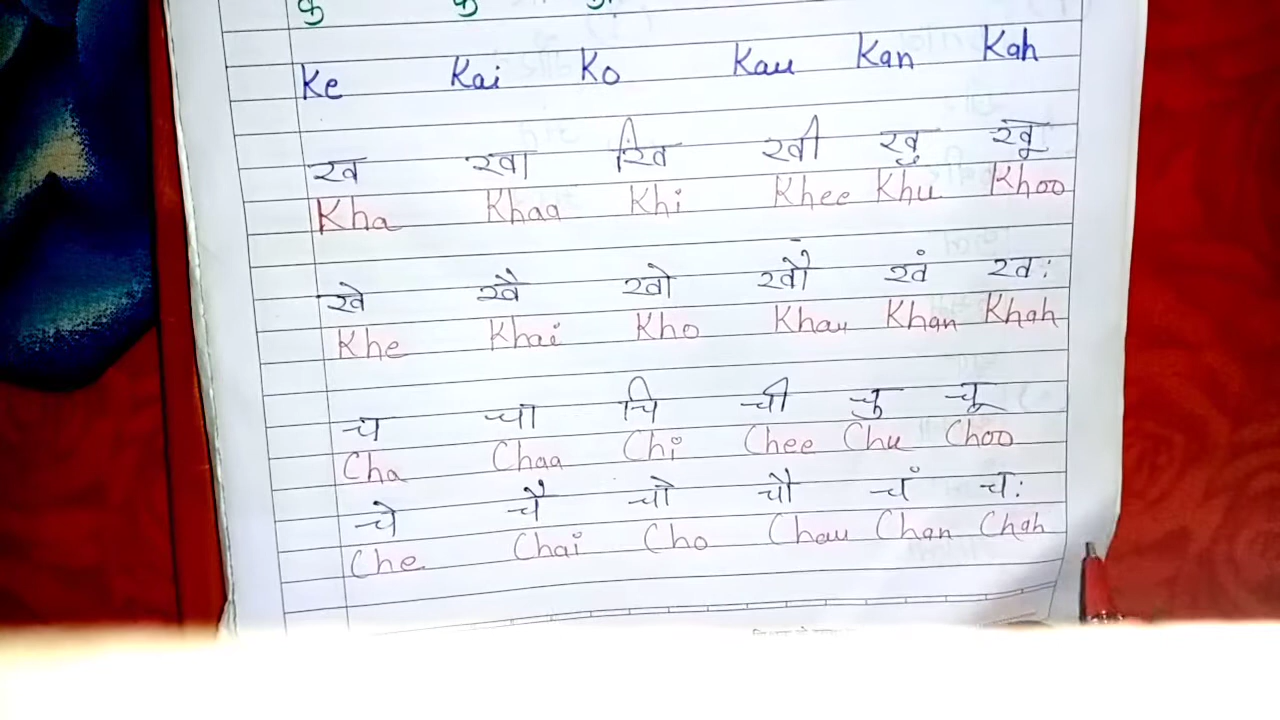 Ke Kai Ko Kau Kan Kah
ख खा खि खी खु खू
Kha Khaa Khi Khee Khu Khoo
खे खै खो खौ खं खः
Khe Khai Kho Khau Khan Khah
च चा चि ची चु चू
Cha Chaa Chi Chee Chu Choo
चे चै चो चौ चं चः
Che Chai Cho Chau Chan Chah